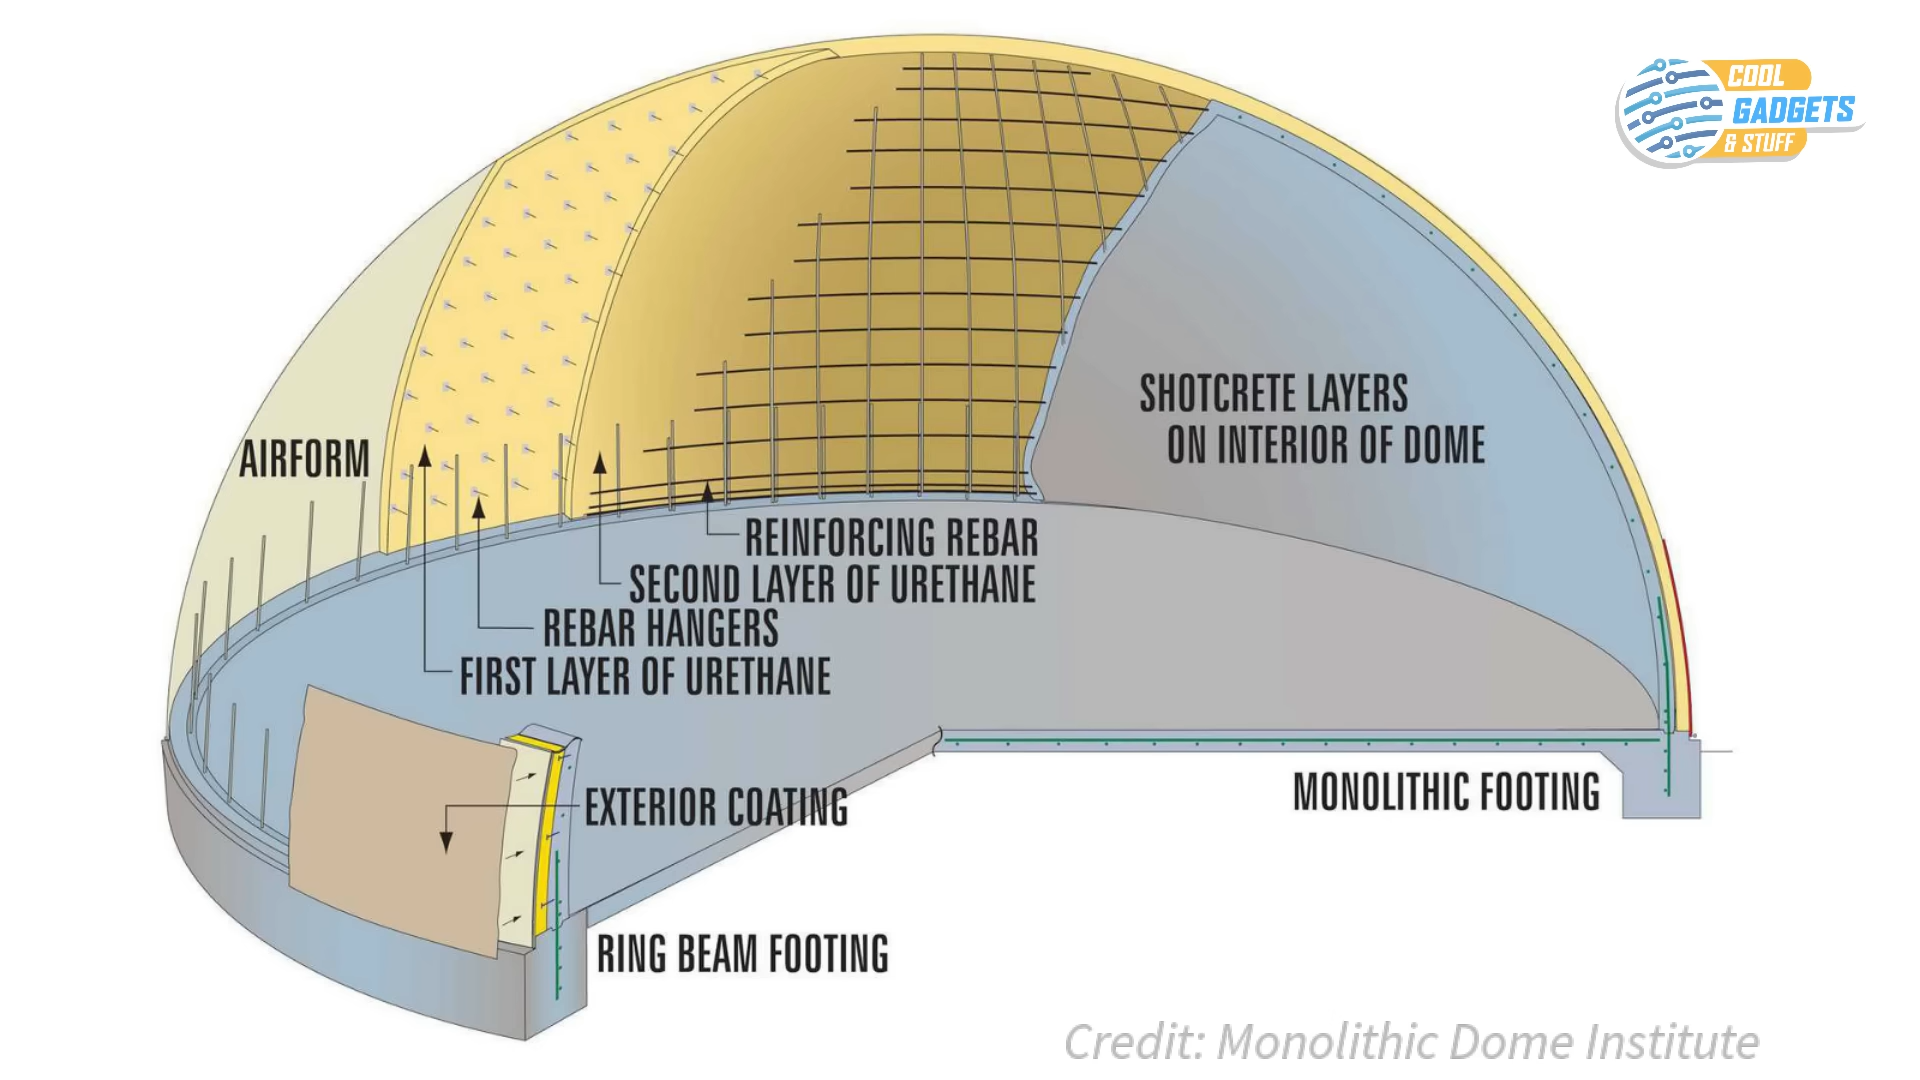 COOL
GADGETS
& STUFF
SHOTCRETE LAYERS
ON INTERIOR OF DOME
AIRFORM
REINFORCING REBAR
SECOND LAYER OF URETHANE
REBAR HANGERS
FIRST LAYER OF URETHANE
EXTERIOR COATING
MONOLITHIC FOOTING
RING BEAM FOOTING
Credit: Monolithic Dome Institute